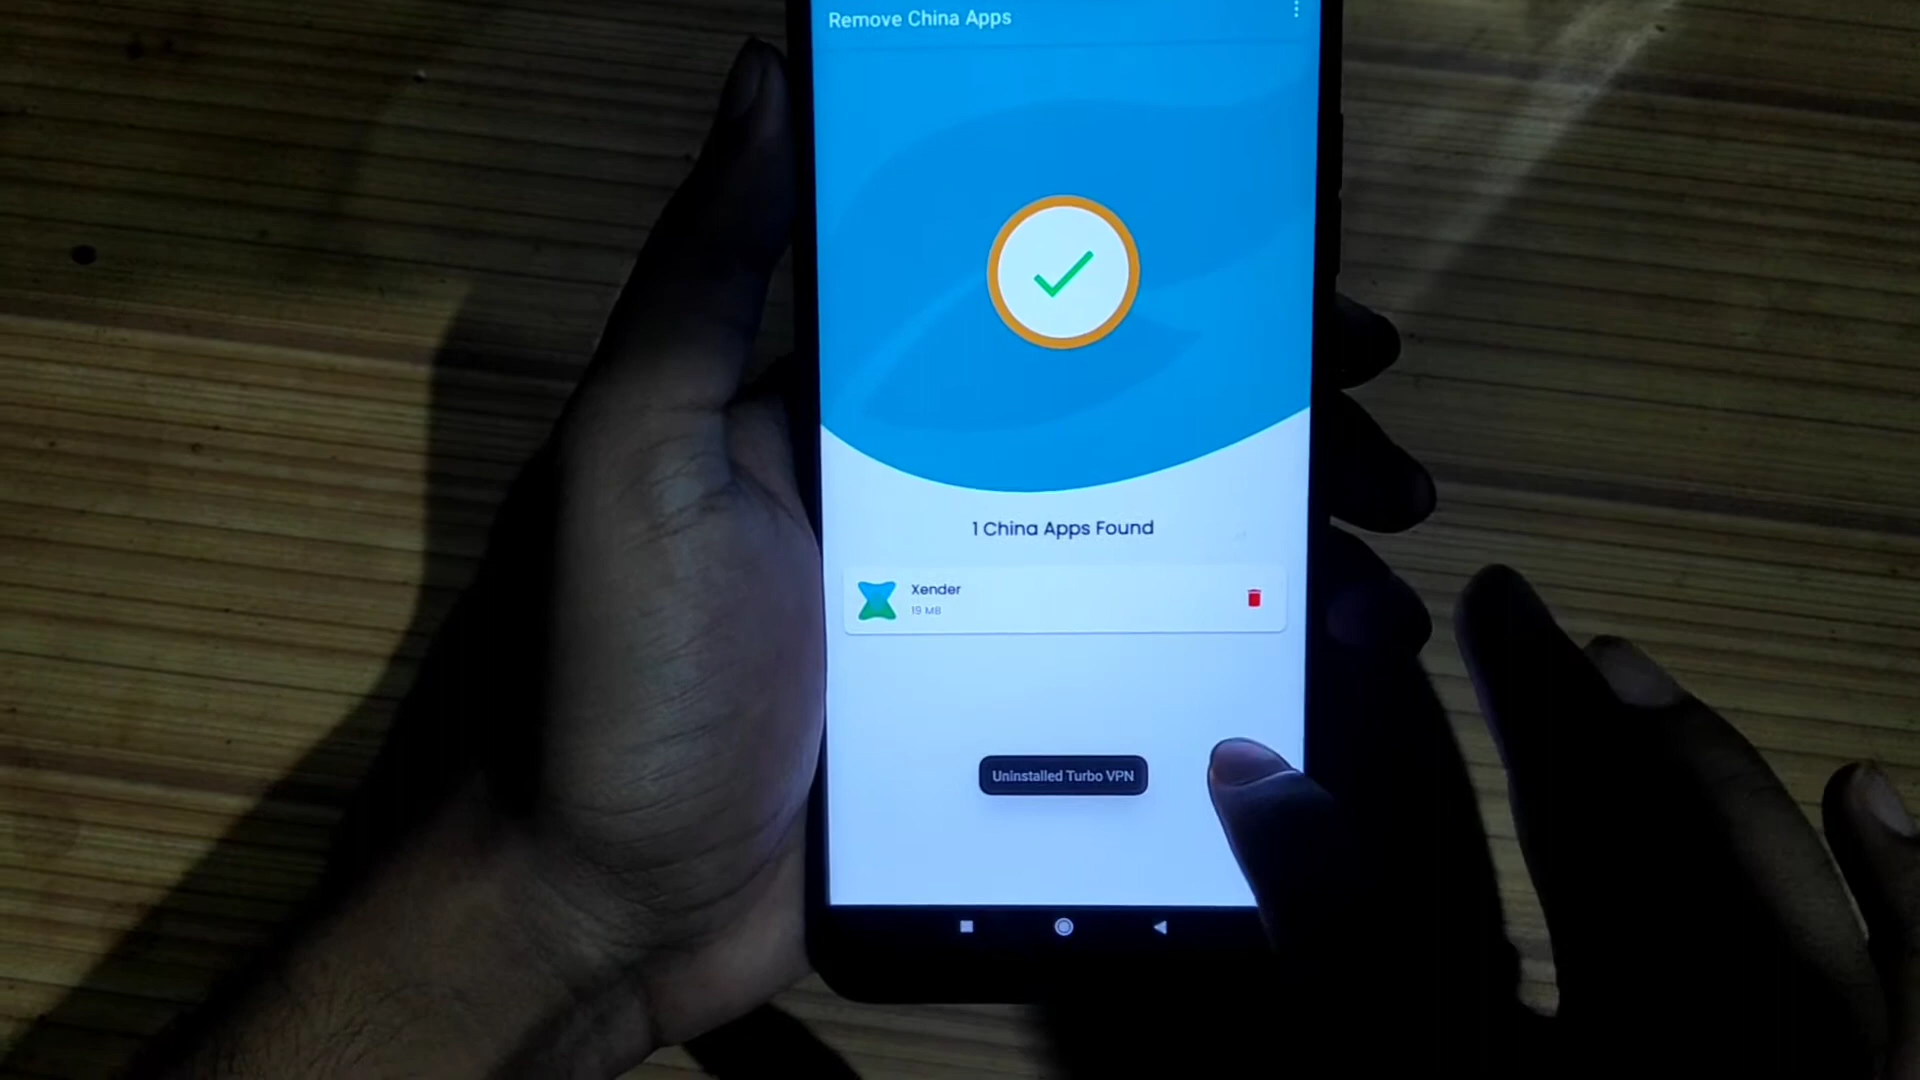 Remove China Apps
1 China Apps Found
Xender
19 MB
Uninstalled Turbo VPN